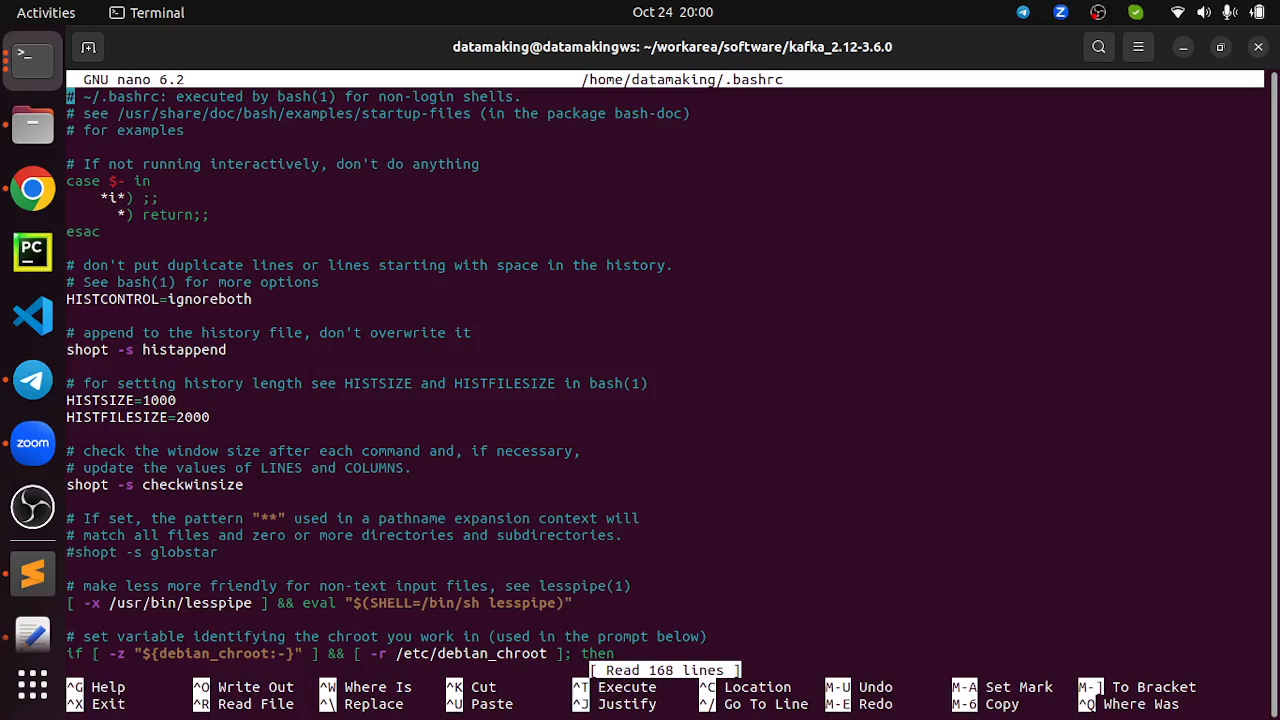 Activities Terminal Oct 24 20:00
datamaking@datamakingws: ~/workarea/software/kafka_2.12-3.6.0
GNU nano 6.2 /home/datamaking/.bashrc
# ~/.bashrc: executed by bash(1) for non-login shells.
# see /usr/share/doc/bash/examples/startup-files (in the package bash-doc)
# for examples
# If not running interactively, don't do anything
case $- in
*i*) ;;
*) return;;
esac
# don't put duplicate lines or lines starting with space in the history.
# See bash(1) for more options
HISTCONTROL=ignoreboth
# append to the history file, don't overwrite it
shopt -s histappend
# for setting history length see HISTSIZE and HISTFILESIZE in bash(1)
HISTSIZE=1000
HISTFILESIZE=2000
# check the window size after each command and, if necessary,
# update the values of LINES and COLUMNS.
shopt -s checkwinsize
# If set, the pattern "**" used in a pathname expansion context will
# match all files and zero or more directories and subdirectories.
#shopt -s globstar
# make less more friendly for non-text input files, see lesspipe(1)
[ -x /usr/bin/lesspipe ] && eval "$(SHELL=/bin/sh lesspipe)"
# set variable identifying the chroot you work in (used in the prompt below)
if [ -z "${debian_chroot:-}" ] && [ -r /etc/debian_chroot ]; then
[ Read 168 lines ]
^G Help ^O Write Out ^W Where Is ^K Cut ^T Execute ^C Location M-U Undo M-A Set Mark M-] To Bracket
^X Exit ^R Read File ^\ Replace ^U Paste ^J Justify ^/ Go To Line M-E Redo M-6 Copy ^Q Where Was
PC
zoom